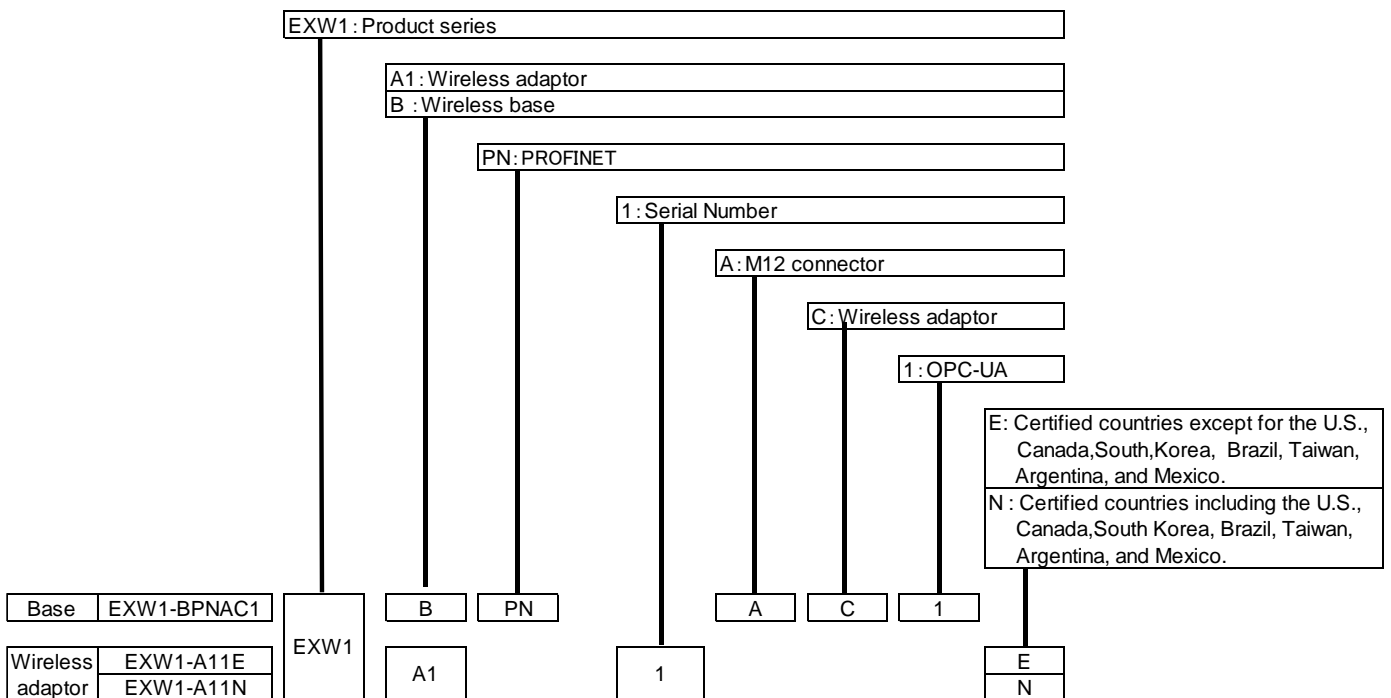 EXW1:Product series
A1:Wireless adaptor
B :Wireless base
PN:PROFINET
1:Serial Number
A:M12 connector
C:Wireless adaptor
1:OPC-UA
E: Certified countries except for the U.S.,
Canada,South,Korea, Brazil, Taiwan,
Argentina, and Mexico.
N : Certified countries including the U.S.,
Canada,South Korea, Brazil, Taiwan,
Argentina, and Mexico.
Base EXW1-BPNAC1 EXW1 B PN A C 1
Wireless adaptor EXW1-A11E A1 1 E
EXW1-A11N N